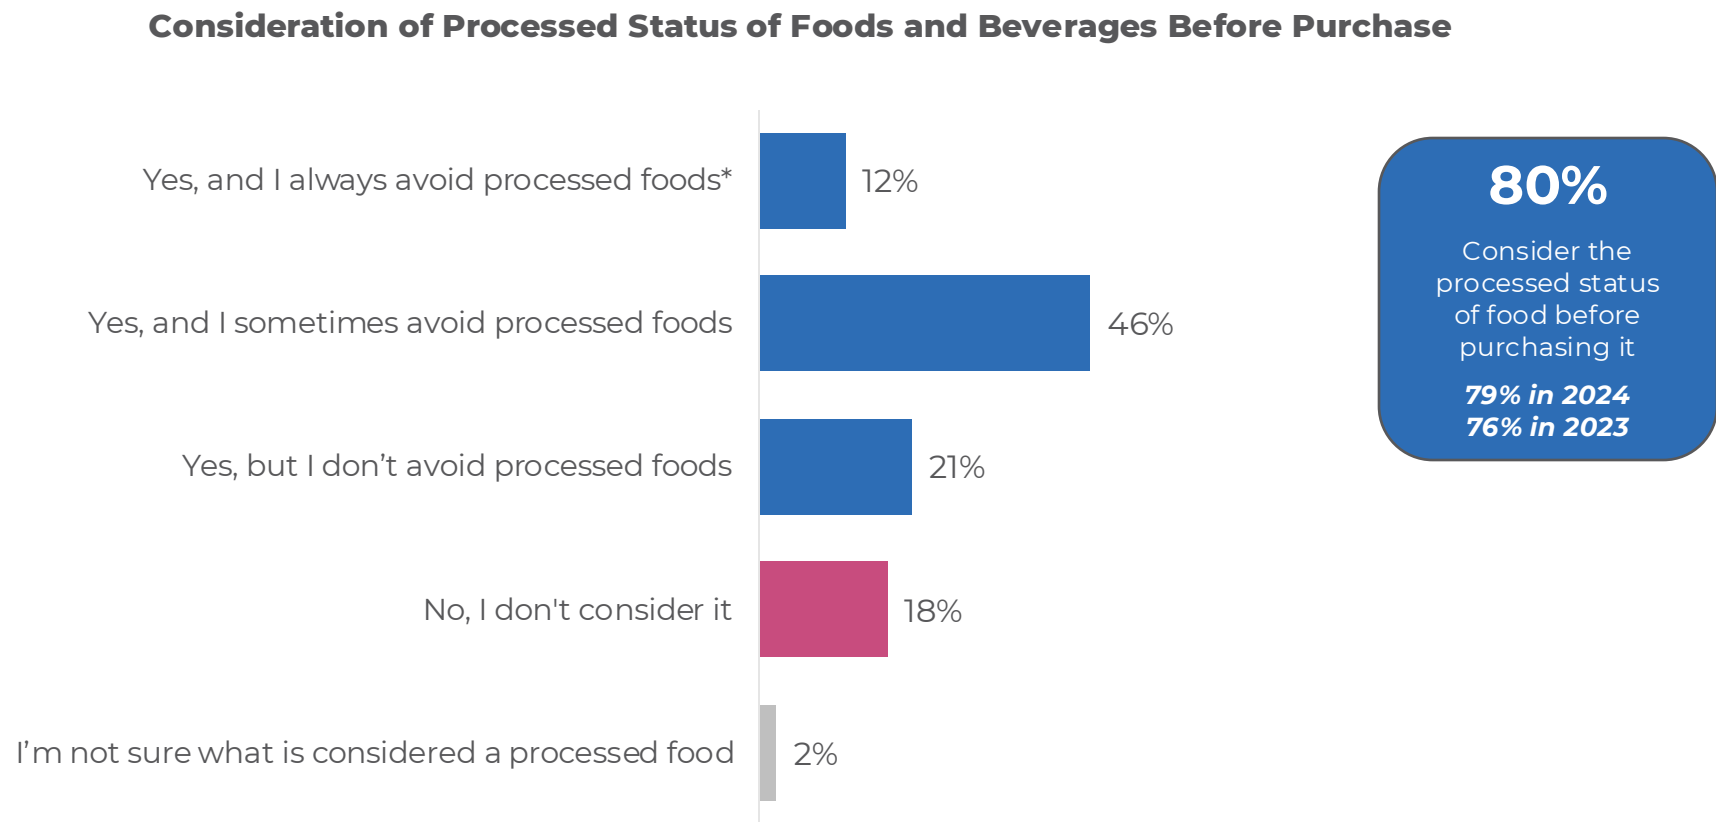 Consideration of Processed Status of Foods and Beverages Before Purchase
Yes, and I always avoid processed foods*
12%
Yes, and I sometimes avoid processed foods
46%
Yes, but I don’t avoid processed foods
21%
No, I don't consider it
18%
I’m not sure what is considered a processed food
2%
80%
Consider the
processed status
of food before
purchasing it
79% in 2024
76% in 2023